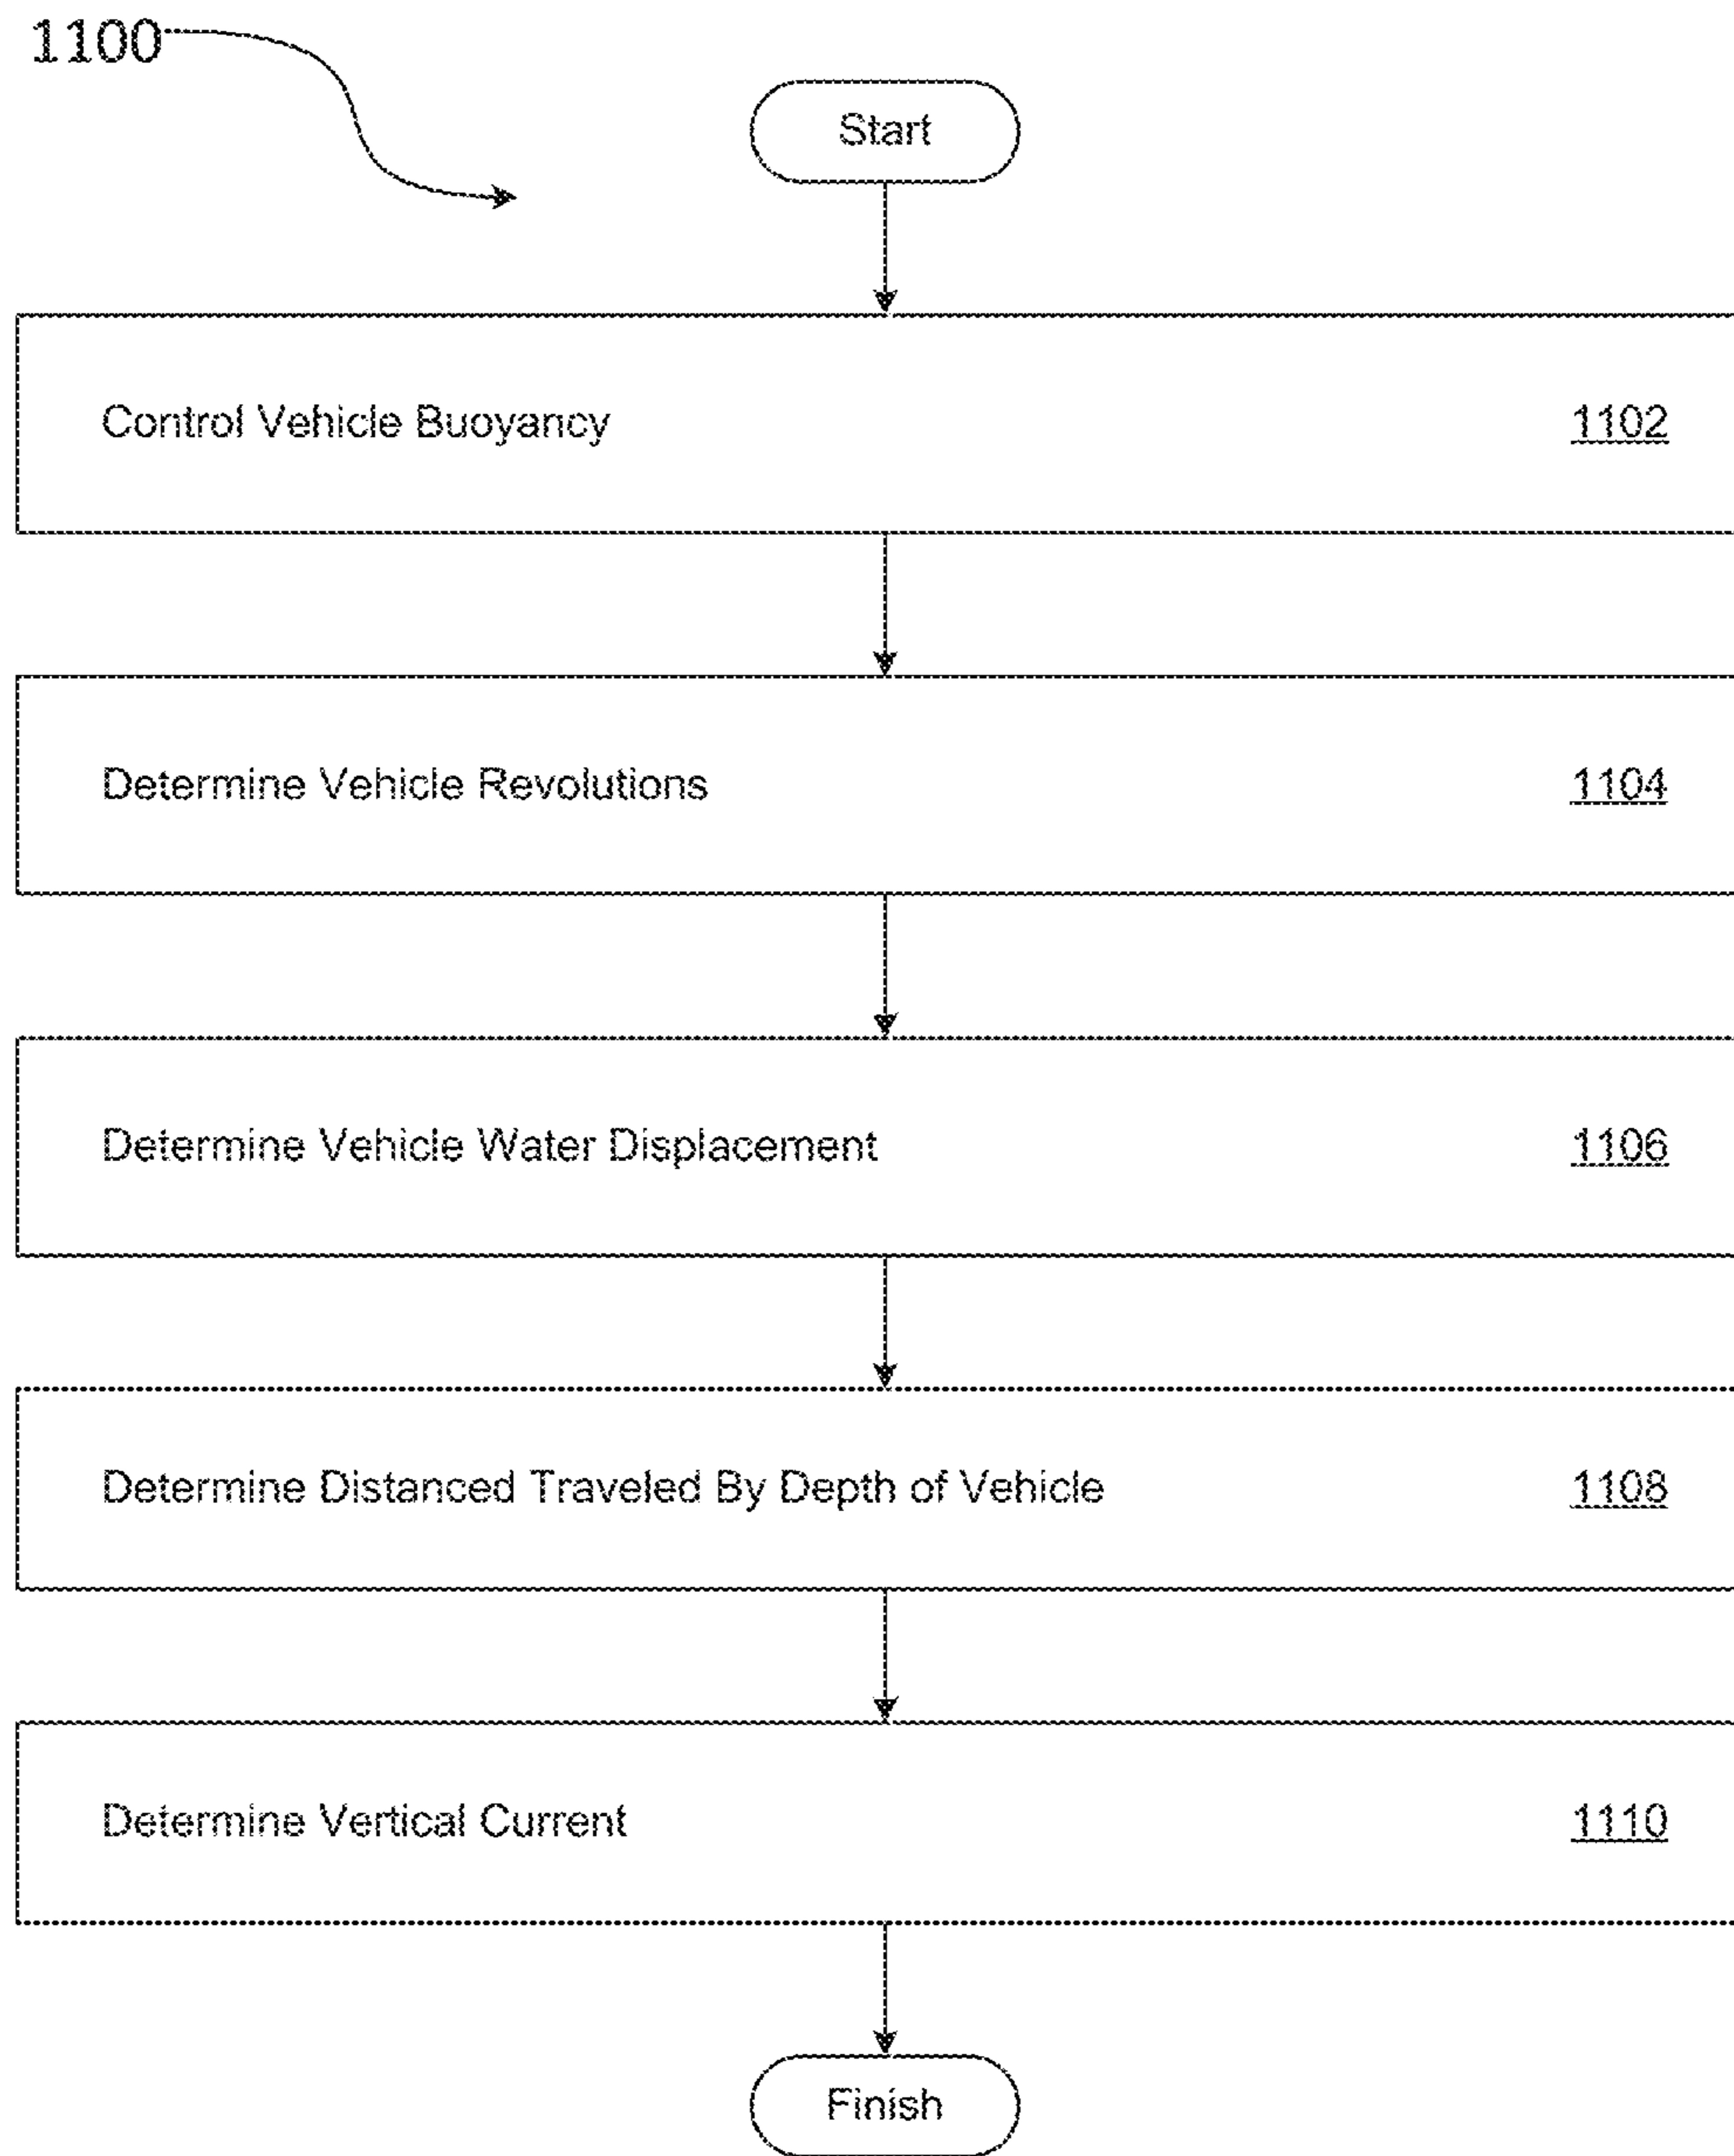 1100
Start
Control Vehicle Buoyancy 1102
Determine Vehicle Revolutions 1104
Determine Vehicle Water Displacement 1106
Determine Distanced Traveled By Depth of Vehicle 1108
Determine Vertical Current 1110
Finish